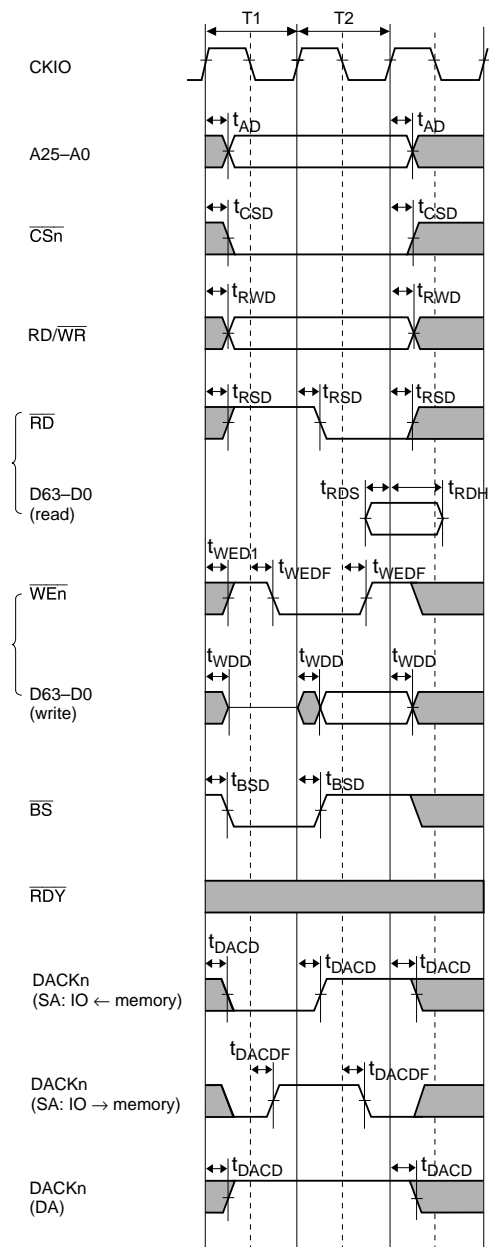 T1 T2
CKIO
tAD tAD
A25–A0
tCSD tCSD
CSn
tRWD tRWD
RD/WR
tRSD tRSD tRSD
RD
tRDS tRDH
D63–D0
(read)
tWED1 tWEDF tWEDF
WEn
tWDD tWDD tWDD
D63–D0
(write)
tBSD tBSD
BS
RDY
tDACD tDACD tDACD
DACKn
(SA: IO ← memory)
tDACDF tDACDF
DACKn
(SA: IO → memory)
tDACD tDACD
DACKn
(DA)